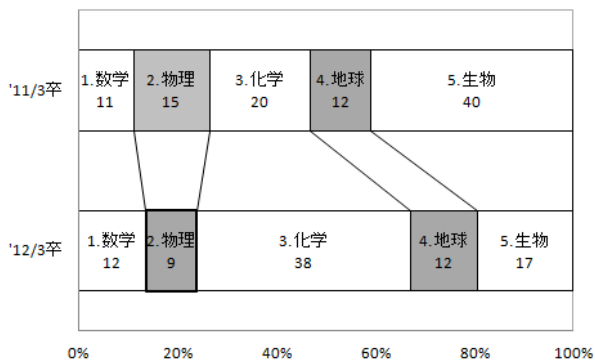 '11/3卒
1.数学 2.物理 3.化学 4.地球 5.生物
11 15 20 12 40
'12/3卒
1.数学 2.物理 3.化学 4.地球 5.生物
12 9 38 12 17
0% 20% 40% 60% 80% 100%